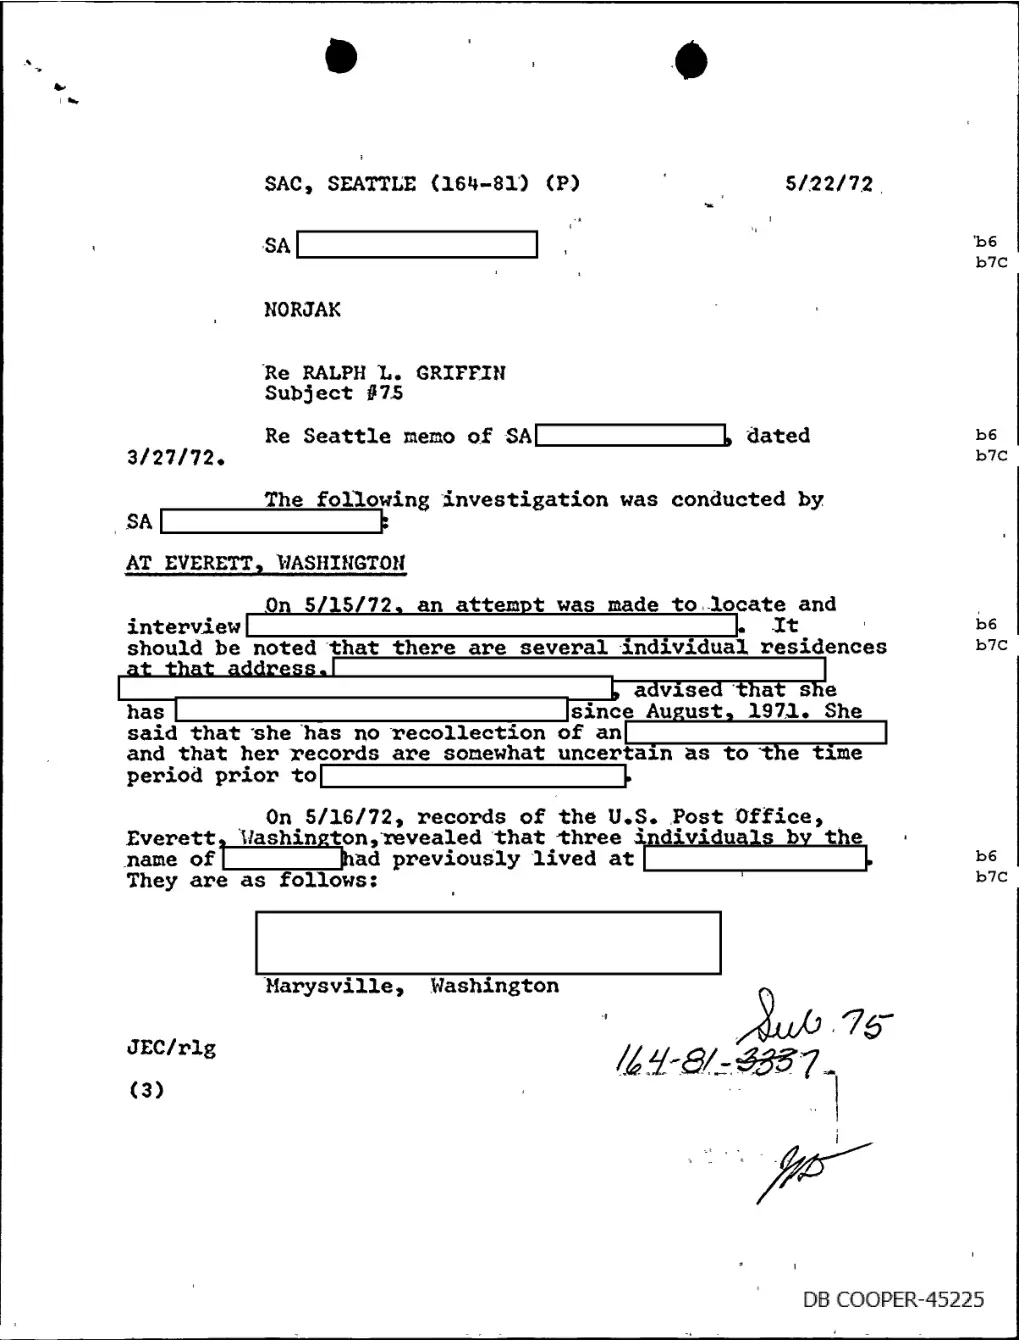 SAC, SEATTLE (164-81) (P) 5/22/72
SA
b6
b7C
NORJAK
Re RALPH L. GRIFFIN
Subject #75
Re Seattle memo of SA , dated
3/27/72.
b6
b7C
The following investigation was conducted by
SA :
AT EVERETT, WASHINGTON
On 5/15/72, an attempt was made to locate and
interview . It
should be noted that there are several individual residences
at that address.
, advised that she
has since August, 1971. She
said that she has no recollection of an
and that her records are somewhat uncertain as to the time
period prior to .
b6
b7C
On 5/16/72, records of the U.S. Post Office,
Everett, Washington, revealed that three individuals by the
name of had previously lived at .
They are as follows:
b6
b7C
Marysville, Washington
Sub. 75
164-81-3337
JEC/rlg
(3)
DB COOPER-45225